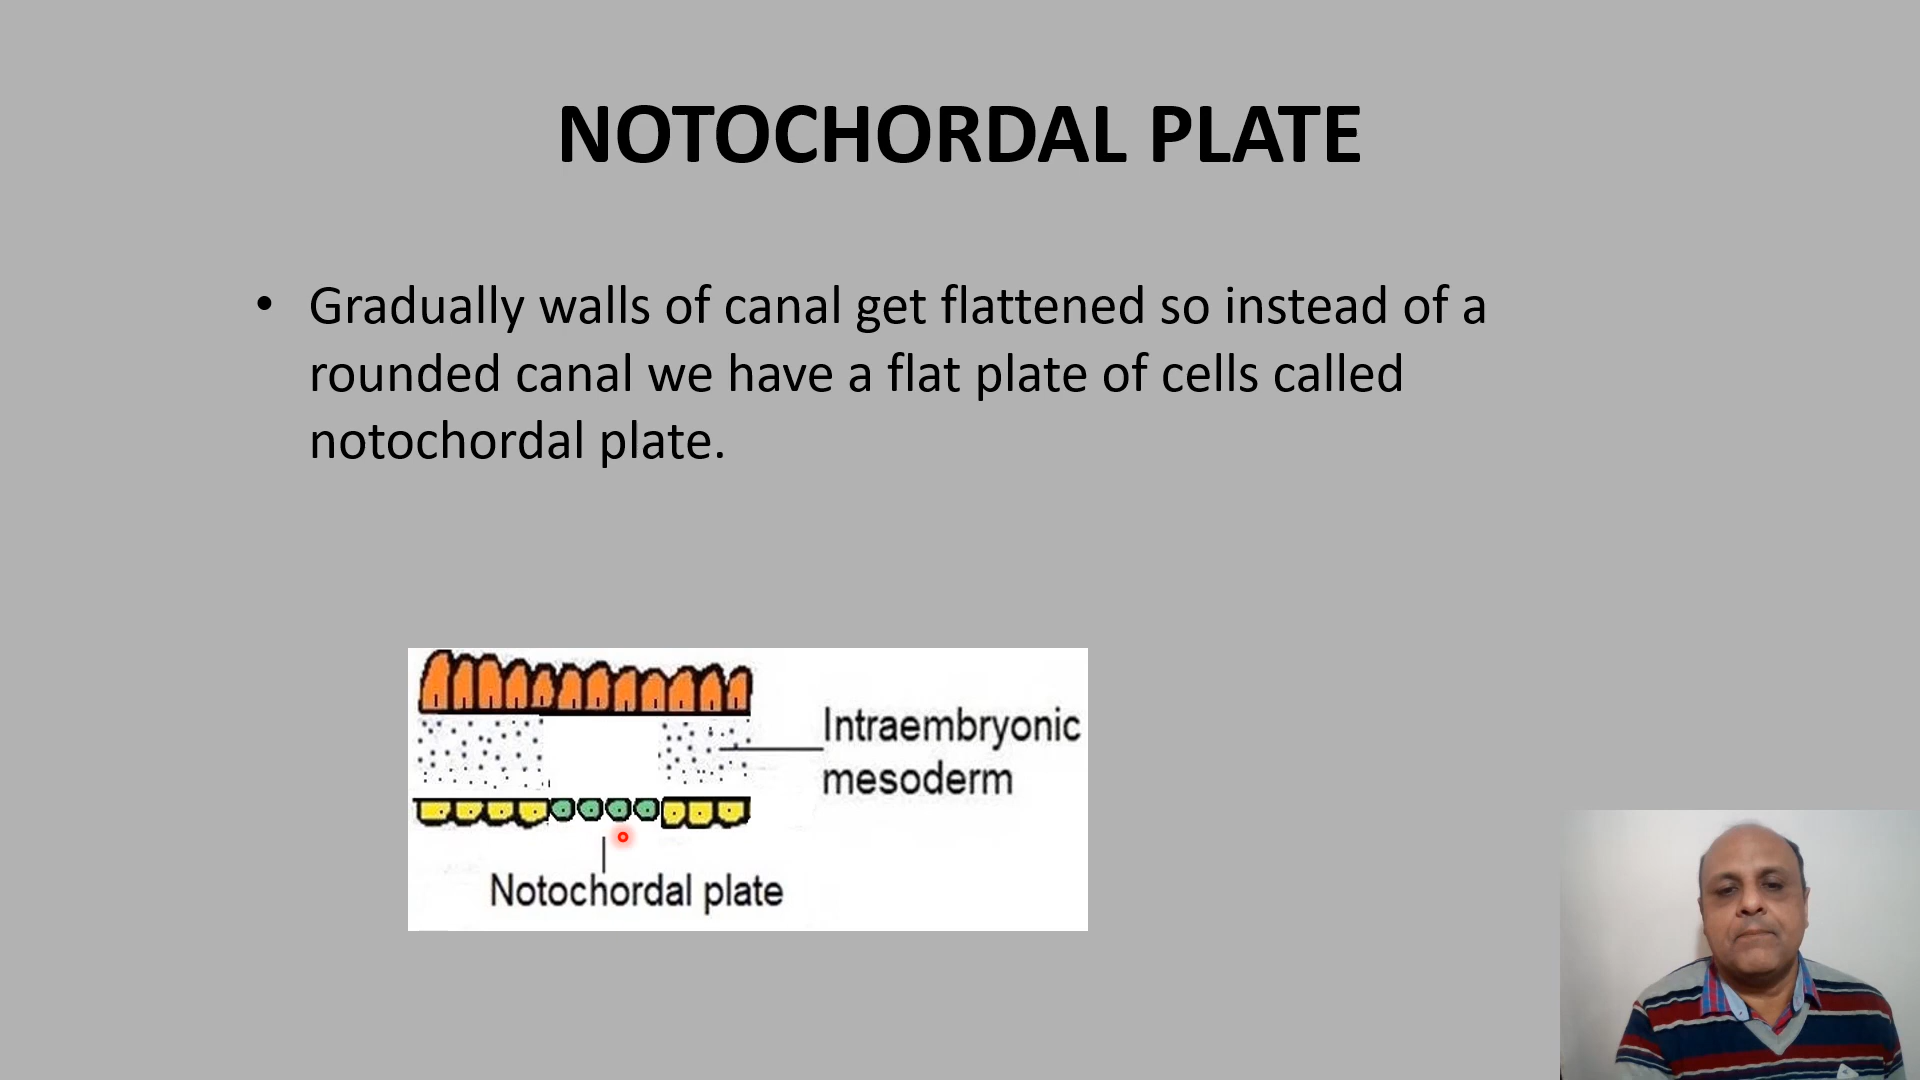 NOTOCHORDAL PLATE
• Gradually walls of canal get flattened so instead of a
rounded canal we have a flat plate of cells called
notochordal plate.
Intraembryonic
mesoderm
Notochordal plate